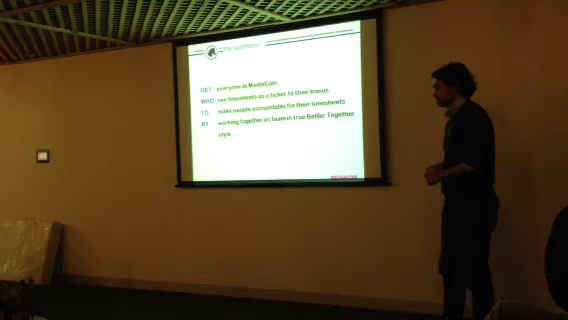 The ambition
GET everyone at MediaCom
WHO see timesheets as a ticket to their bonus
TO make people accountable for their timesheets
BY working together as team in true Better Together
style
MEDIACOM